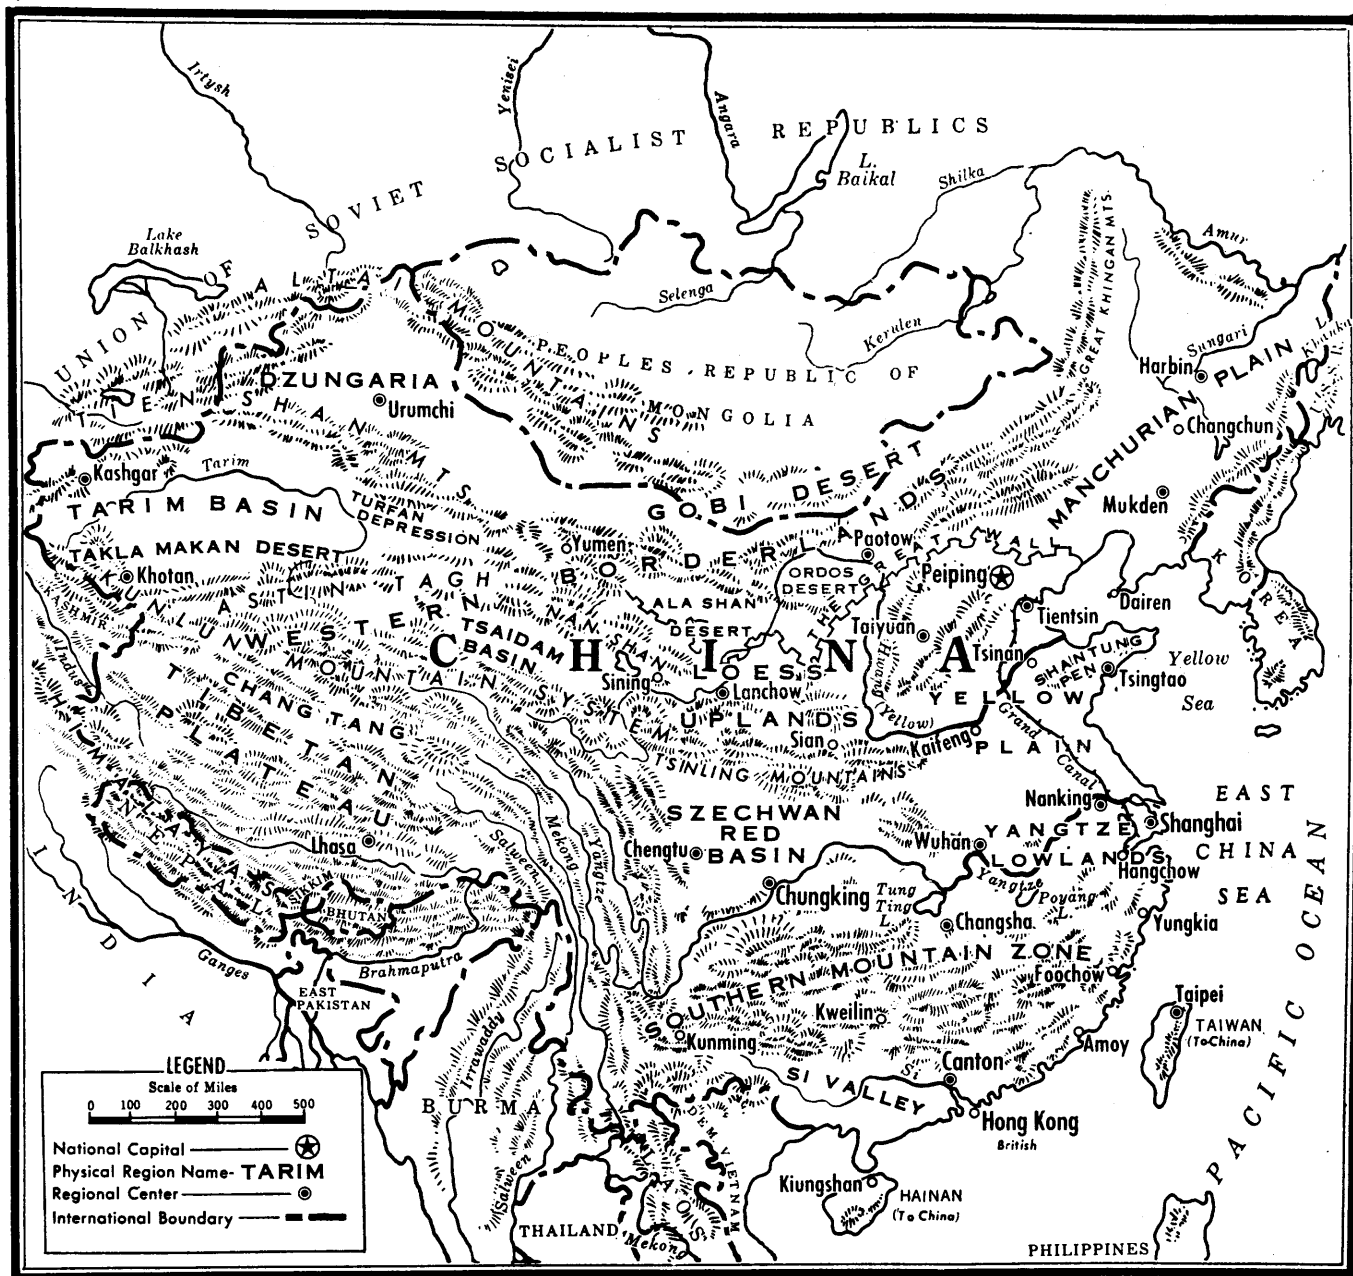 Irtysh
Yenisei
Angara
UNION OF SOVIET SOCIALIST REPUBLICS
L.
Baikal
Shilka
Amur
Lake
Balkhash
ALTAI MOUNTAINS
Selenga
Kerulen
GREAT KHINGAN MTS.
Sungari
L.
Khanka
PEOPLES REPUBLIC OF
MONGOLIA
DZUNGARIA
Urumchi
TIEN SHAN MTS.
Harbin
MANCHURIAN PLAIN
Changchun
Mukden
Kashgar
Tarim
TARIM BASIN
TURFAN
DEPRESSION
GOBI DESERT
BORDERLANDS
TAKLA MAKAN DESERT
Khotan
Yumen
Paotow
THE GREAT WALL
Peiping
ORDOS
DESERT
KUNLUN
ASTIN TAGH
NAN SHAN
ALA SHAN
DESERT
KASHMIR
Indus
Tientsin
Dairen
KOREA
Taiyuan
WESTERN MOUNTAIN SYSTEM
TSAIDAM
BASIN
CHINA
Tsinan
SHANTUNG
PEN.
Tsingtao
Yellow
Sea
Sining
Lanchow
LOESS
UPLANDS
Hwang H.
(Yellow)
YELLOW
PLAIN
Grand Canal
CHANG TANG
TIBETAN
PLATEAU
Sian
Kaifeng
TSINLING MOUNTAINS
HIMALAYAS
NEPAL
Lhasa
SIKKIM
BHUTAN
Salween
Mekong
Yangtze
SZECHWAN
RED
BASIN
Chengtu
Chungking
Nanking
Shanghai
Wuhan
YANGTZE
LOWLANDS
Hangchow
EAST
CHINA
SEA
Yangtze
Tung
Ting
L.
Poyang
L.
Changsha
Yungkia
INDIA
Ganges
Brahmaputra
EAST
PAKISTAN
SOUTHERN MOUNTAIN ZONE
Foochow
Kweilin
Kunming
Amoy
Taipei
TAIWAN
(To China)
PACIFIC OCEAN
Irrawaddy
BURMA
Salween
SI VALLEY
Si
Canton
Hong Kong
British
DEM. VIETNAM
LAOS
THAILAND
Mekong
Kiungshan
HAINAN
(To China)
PHILIPPINES
LEGEND
Scale of Miles
0 100 200 300 400 500
National Capital
Physical Region Name- TARIM
Regional Center
International Boundary